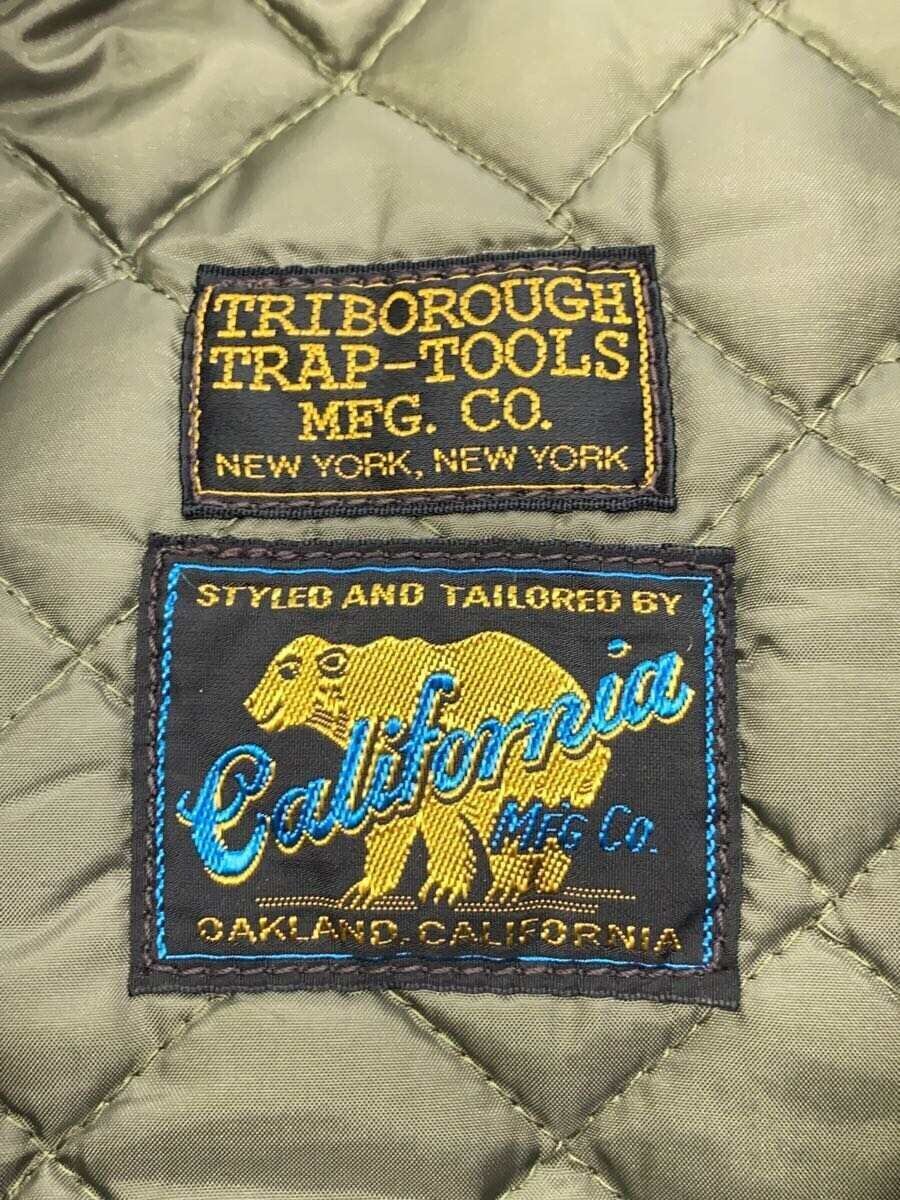 TRIBOROUGH
TRAP-TOOLS
MFG. CO.
NEW YORK, NEW YORK
STYLED AND TAILORED BY
California
MFG CO.
OAKLAND. CALIFORNIA